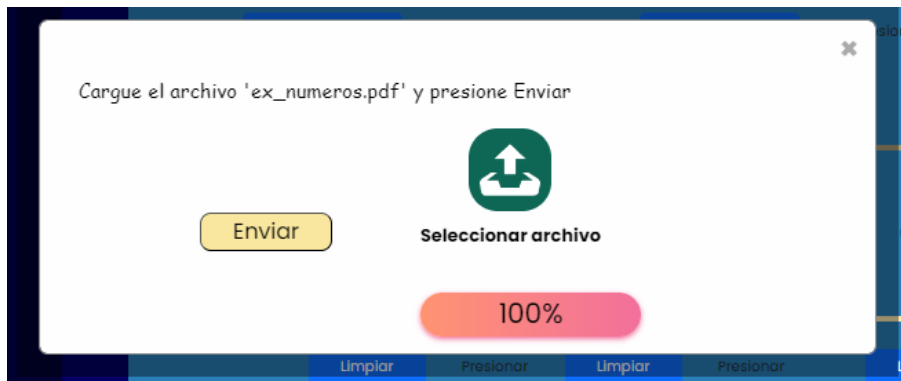 ✖
Cargue el archivo 'ex_numeros.pdf' y presione Enviar
Enviar
Seleccionar archivo
100%
Limpiar Presionar Limpiar Presionar